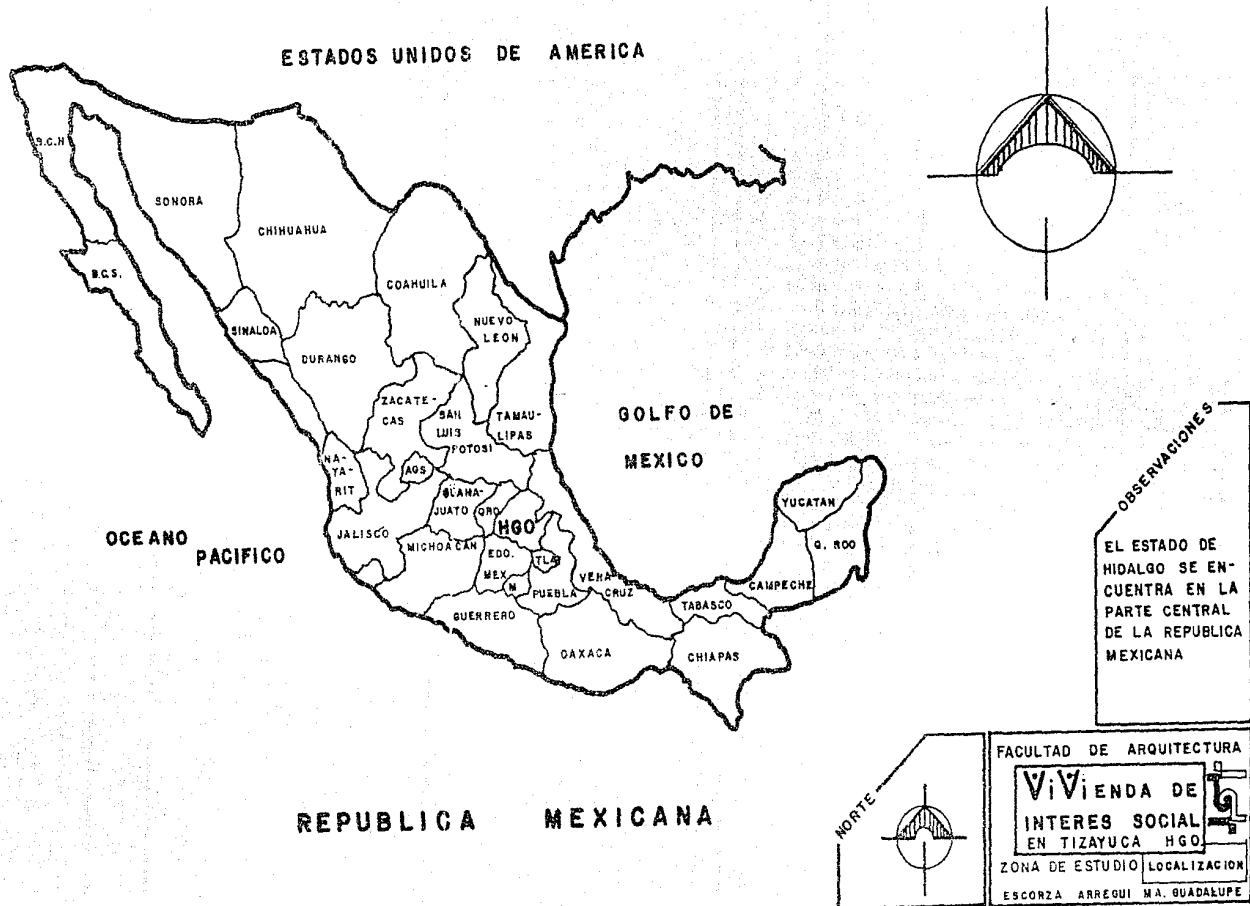 ESTADOS UNIDOS DE AMERICA
B.C.N
SONORA
CHIHUAHUA
B.C.S.
COAHUILA
SINALOA
NUEVO
LEON
DURANGO
ZACATE-
CAS
SAN
LUIS
POTOSI
TAMAU-
LIPAS
GOLFO DE
MEXICO
NA-
YA-
RIT
AGS
GUANA-
JUATO
QRO
HGO
JALISCO
MICHOACAN
EDO.
MEX
M
TLAX
PUEBLA
VERA-
CRUZ
GUERRERO
OAXACA
TABASCO
CHIAPAS
CAMPECHE
YUCATAN
Q. ROO
OCEANO
PACIFICO
REPUBLICA MEXICANA
OBSERVACIONES
EL ESTADO DE
HIDALGO SE EN-
CUENTRA EN LA
PARTE CENTRAL
DE LA REPUBLICA
MEXICANA
NORTE
FACULTAD DE ARQUITECTURA
ViViENDA DE
INTERES SOCIAL
EN TIZAYUCA HGO.
ZONA DE ESTUDIO LOCALIZACION
ESCORZA ARREGUI MA. GUADALUPE